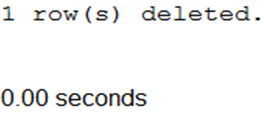 1 row(s) deleted.
0.00 seconds